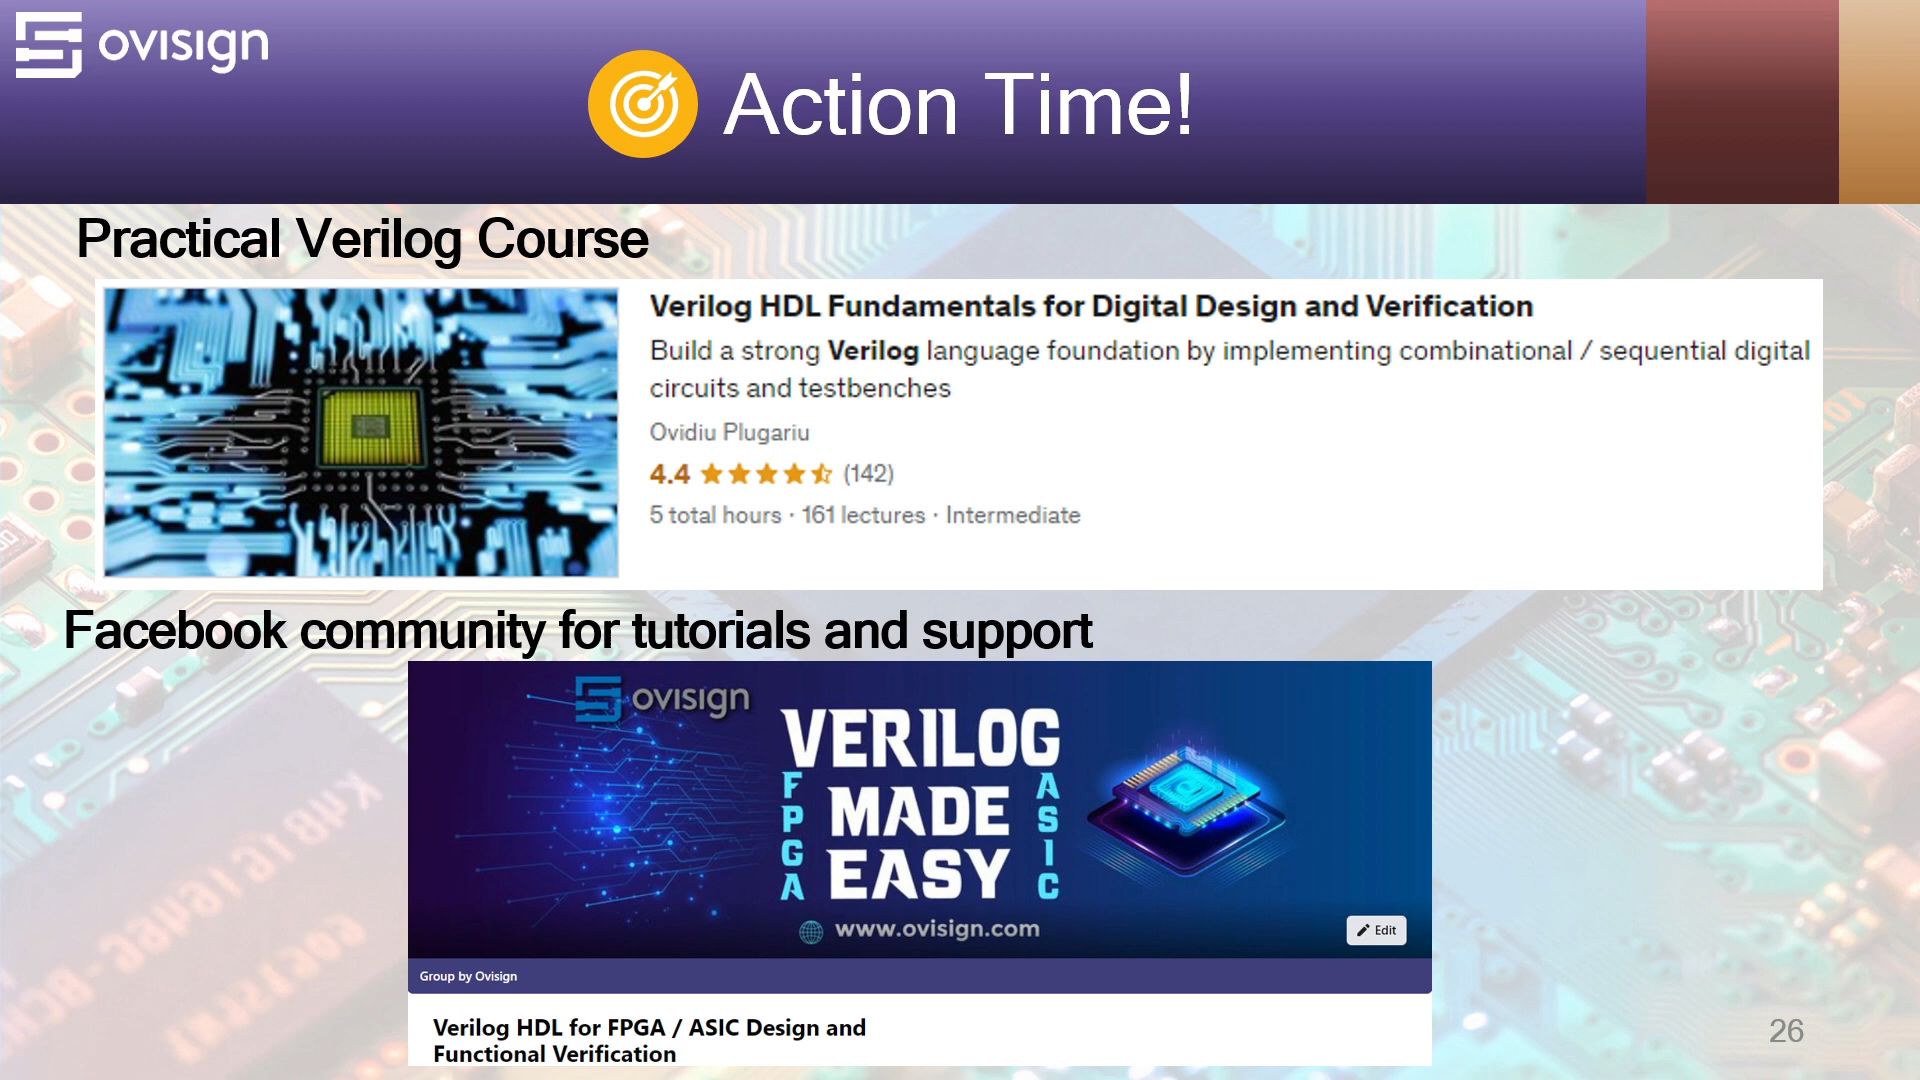 ovisign
Action Time!
Practical Verilog Course
Verilog HDL Fundamentals for Digital Design and Verification
Build a strong Verilog language foundation by implementing combinational / sequential digital
circuits and testbenches
Ovidiu Plugariu
4.4 (142)
5 total hours · 161 lectures · Intermediate
Facebook community for tutorials and support
ovisign
VERILOG
MADE
EASY
FPGA
ASIC
www.ovisign.com
Edit
Group by Ovisign
Verilog HDL for FPGA / ASIC Design and
Functional Verification
26